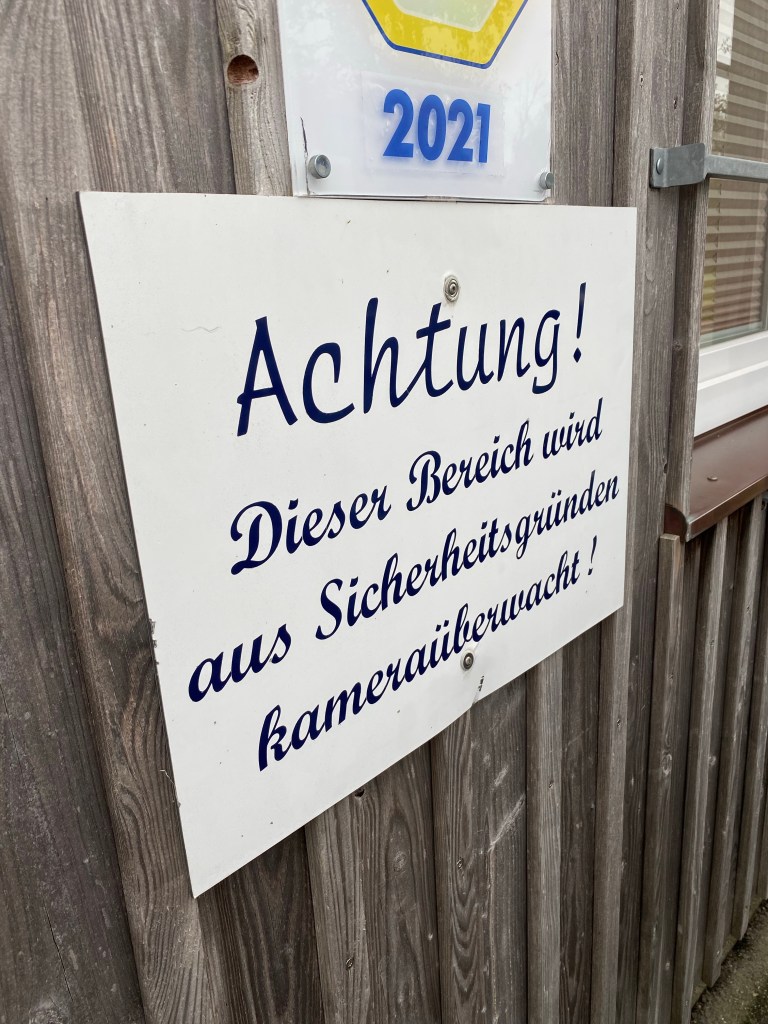 2021
Achtung!
Dieser Bereich wird
aus Sicherheitsgründen
kameraüberwacht!